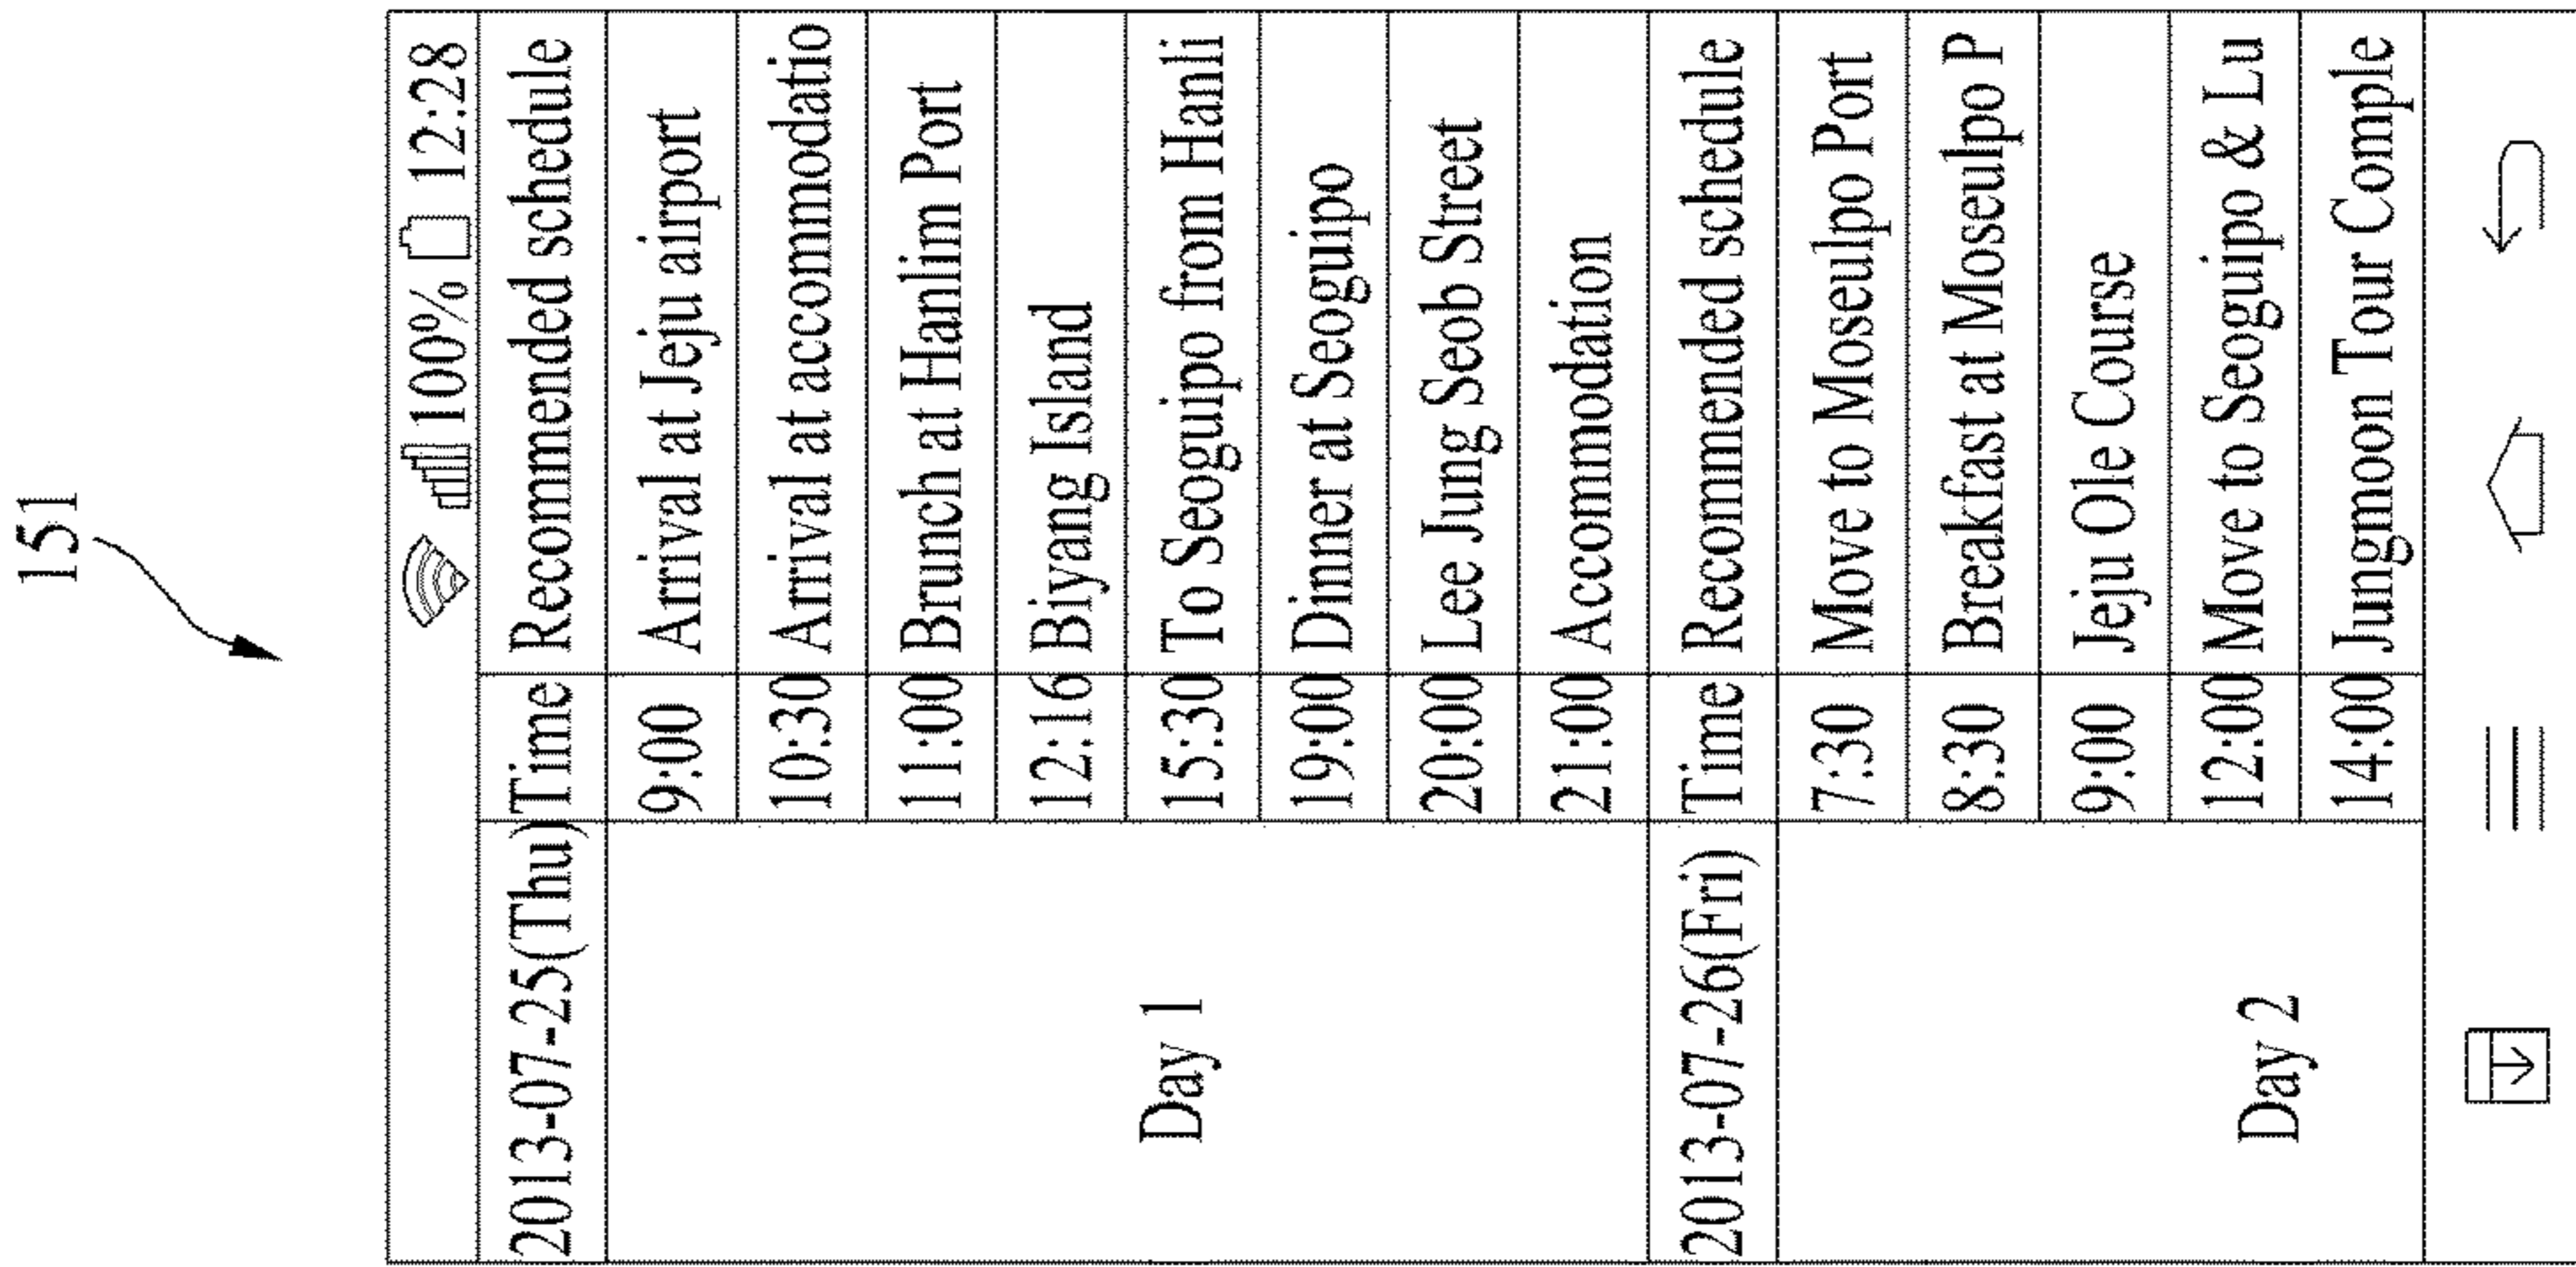 151
100% 12:28
2013-07-25(Thu) Time Recommended schedule
Day 1
9:00 Arrival at Jeju airport
10:30 Arrival at accommodatio
11:00 Brunch at Hanlim Port
12:16 Biyang Island
15:30 To Seoguipo from Hanli
19:00 Dinner at Seoguipo
20:00 Lee Jung Seob Street
21:00 Accommodation
2013-07-26(Fri) Time Recommended schedule
Day 2
7:30 Move to Moseulpo Port
8:30 Breakfast at Moseulpo P
9:00 Jeju Ole Course
12:00 Move to Seoguipo & Lu
14:00 Jungmoon Tour Comple